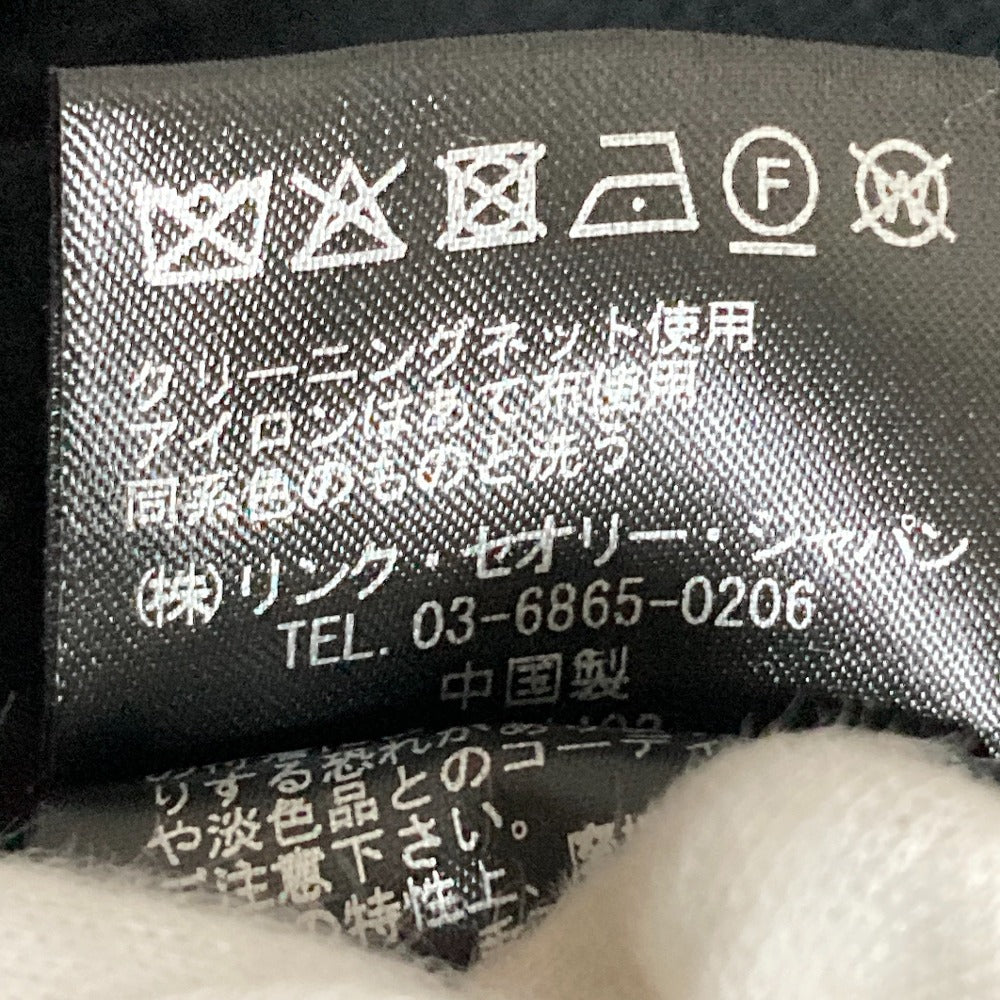 F
W
クリーニングネット使用
アイロンはあて布使用
同系色のものと洗う
(株)リンク・セオリー・ジャパン
TEL. 03-6865-0206
中国製
りする恐れがあ
や淡色品とのコーディ
ご注意下さい。
の特性上、